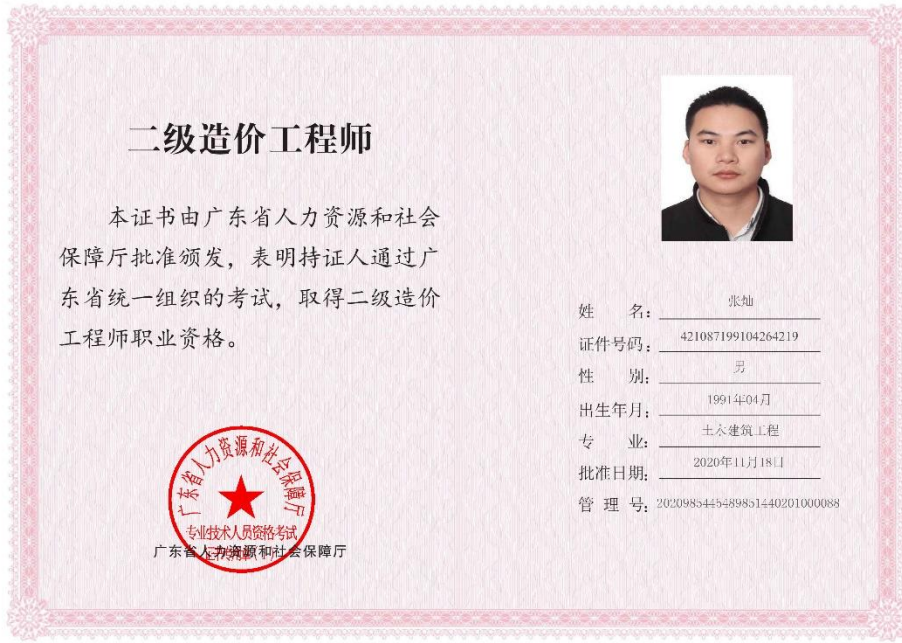 二级造价工程师
本证书由广东省人力资源和社会
保障厅批准颁发，表明持证人通过广
东省统一组织的考试，取得二级造价
工程师职业资格。
广东省人力资源和社会保障厅
专业技术人员资格考试
广东省人力资源和社会保障厅
姓 名：张灿
证件号码：421087199104264219
性 别：男
出生年月：1991年04月
专 业：土木建筑工程
批准日期：2020年11月18日
管 理 号：2020985445489851440201000088